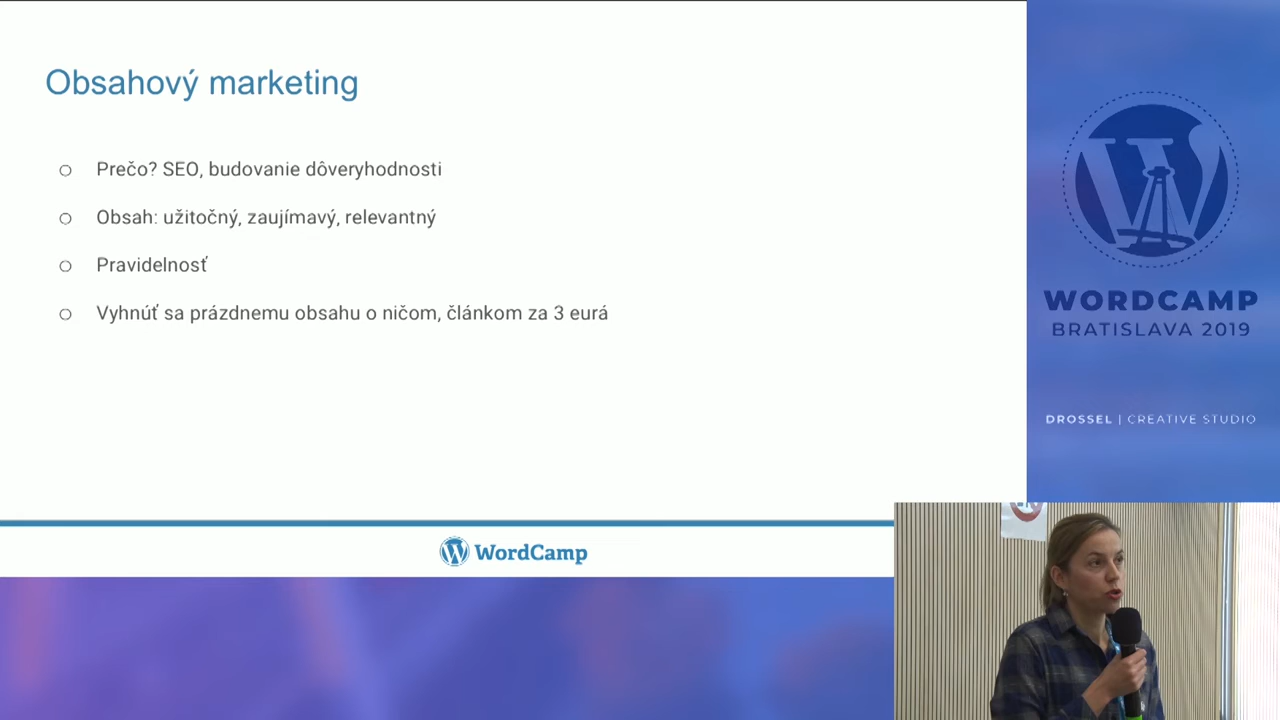 Obsahový marketing
Prečo? SEO, budovanie dôveryhodnosti
Obsah: užitočný, zaujímavý, relevantný
Pravidelnosť
Vyhnúť sa prázdnemu obsahu o ničom, článkom za 3 eurá
WordCamp
WORDCAMP
BRATISLAVA 2019
DROSSEL | CREATIVE STUDIO